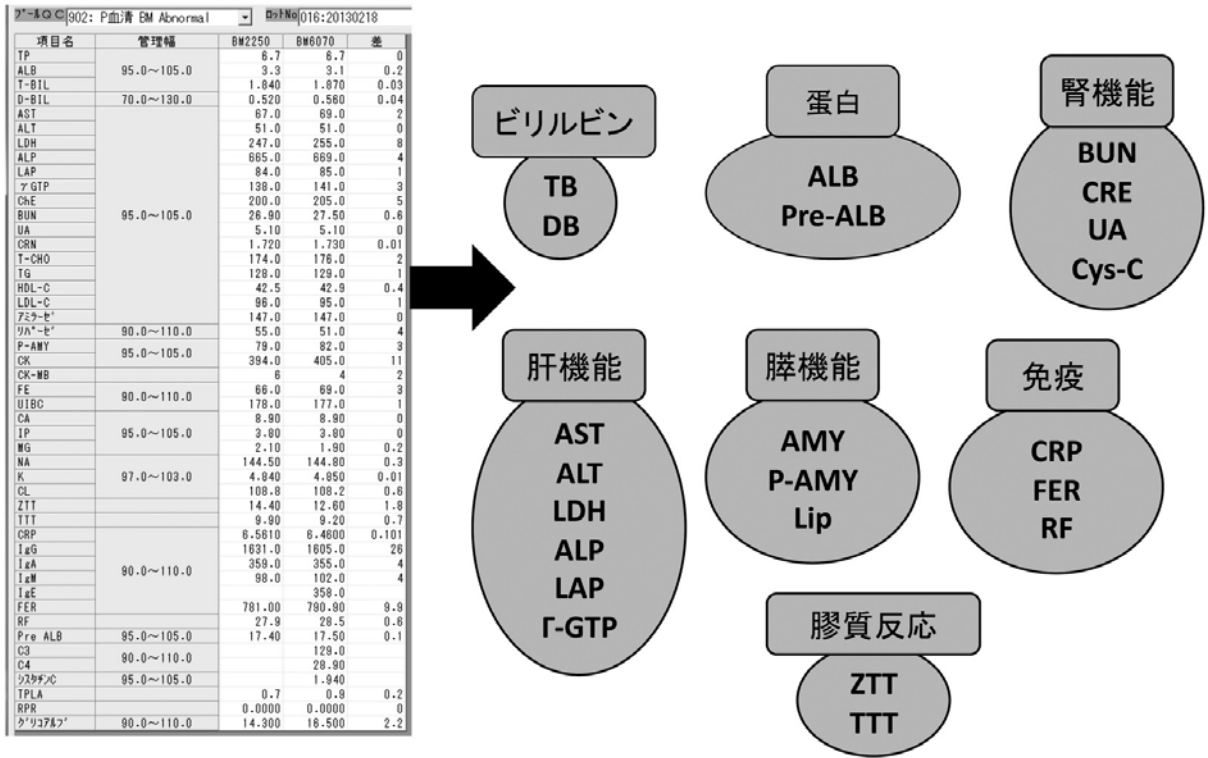 プールＱＣ 902: P血清 BM Abnormal ロットNo 016:20130218
項目名 管理幅 BM2250 BM6070 差
TP 6.7 6.7 0
ALB 95.0～105.0 3.3 3.1 0.2
T-BIL 1.840 1.870 0.03
D-BIL 70.0～130.0 0.520 0.560 0.04
AST 67.0 69.0 2
ALT 51.0 51.0 0
LDH 247.0 255.0 8
ALP 665.0 669.0 4
LAP 84.0 85.0 1
γGTP 138.0 141.0 3
ChE 200.0 205.0 5
BUN 95.0～105.0 26.90 27.50 0.6
UA 5.10 5.10 0
CRN 1.720 1.730 0.01
T-CHO 174.0 176.0 2
TG 128.0 129.0 1
HDL-C 42.5 42.9 0.4
LDL-C 96.0 95.0 1
アミラーゼ 147.0 147.0 0
リパーゼ 90.0～110.0 55.0 51.0 4
P-AMY 79.0 82.0 3
CK 95.0～105.0 394.0 405.0 11
CK-MB 6 4 2
FE 66.0 69.0 3
UIBC 90.0～110.0 178.0 177.0 1
CA 8.90 8.90 0
IP 95.0～105.0 3.80 3.80 0
MG 2.10 1.90 0.2
NA 144.50 144.80 0.3
K 97.0～103.0 4.840 4.850 0.01
CL 108.8 108.2 0.6
ZTT 14.40 12.60 1.8
TTT 9.90 9.20 0.7
CRP 6.5610 6.4600 0.101
IgG 1631.0 1605.0 26
IgA 90.0～110.0 359.0 355.0 4
IgM 98.0 102.0 4
IgE 358.0
FER 781.00 790.90 9.9
RF 27.9 28.5 0.6
Pre ALB 95.0～105.0 17.40 17.50 0.1
C3 90.0～110.0 129.0
C4 28.90
シスタチンC 95.0～105.0 1.940
TPLA 0.7 0.9 0.2
RPR 0.0000 0.0000 0
グリコアルブ 90.0～110.0 14.300 16.500 2.2
ビリルビン
TB
DB
蛋白
ALB
Pre-ALB
腎機能
BUN
CRE
UA
Cys-C
肝機能
AST
ALT
LDH
ALP
LAP
Γ-GTP
膵機能
AMY
P-AMY
Lip
免疫
CRP
FER
RF
膠質反応
ZTT
TTT